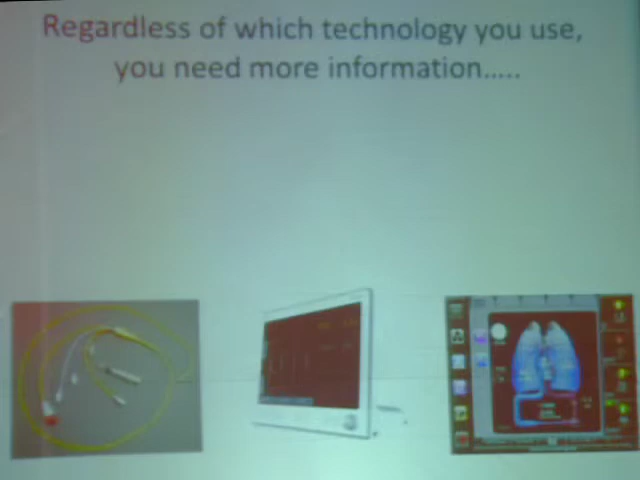 Regardless of which technology you use,
you need more information.....